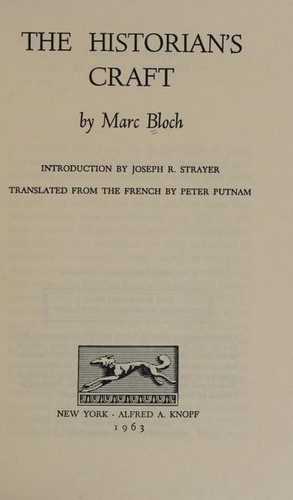 THE HISTORIAN'S
CRAFT
by Marc Bloch
INTRODUCTION BY JOSEPH R. STRAYER
TRANSLATED FROM THE FRENCH BY PETER PUTNAM
NEW YORK · ALFRED A. KNOPF
1963